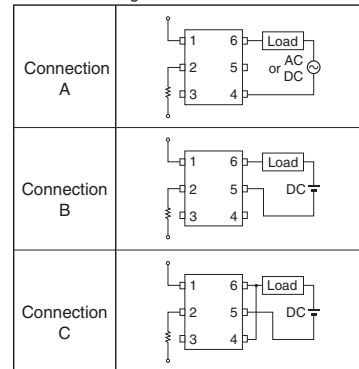 Connection
A
1 6 Load
2 5 or AC
DC
3 4
Connection
B
1 6 Load
2 5 DC
3 4
Connection
C
1 6 Load
2 5 DC
3 4